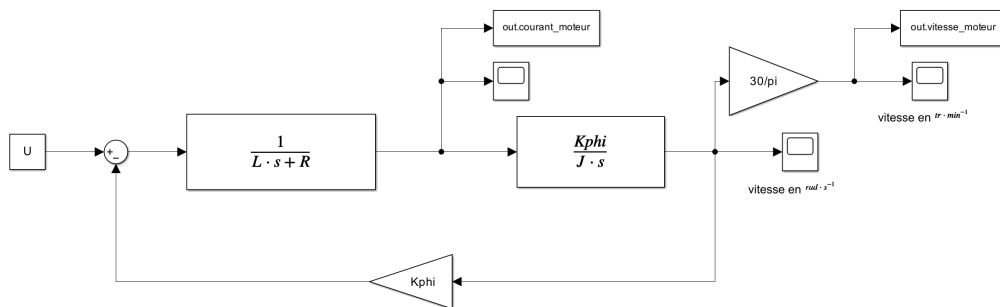 out.courant_moteur
out.vitesse_moteur
30/pi
vitesse en tr · min⁻¹
U
+
−
1
L · s + R
Kphi
J · s
vitesse en rad · s⁻¹
Kphi